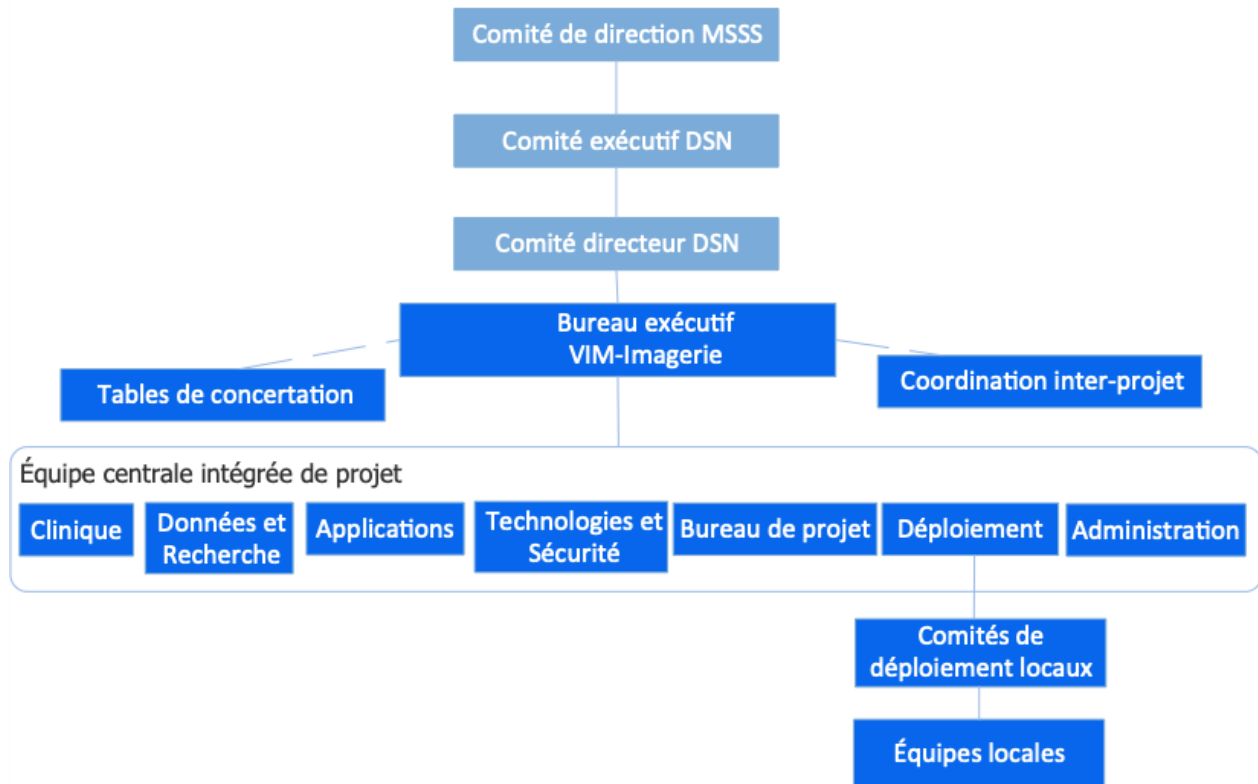 Comité de direction MSSS
Comité exécutif DSN
Comité directeur DSN
Bureau exécutif
VIM-Imagerie
Tables de concertation
Coordination inter-projet
Équipe centrale intégrée de projet
Clinique
Données et
Recherche
Applications
Technologies et
Sécurité
Bureau de projet
Déploiement
Administration
Comités de
déploiement locaux
Équipes locales